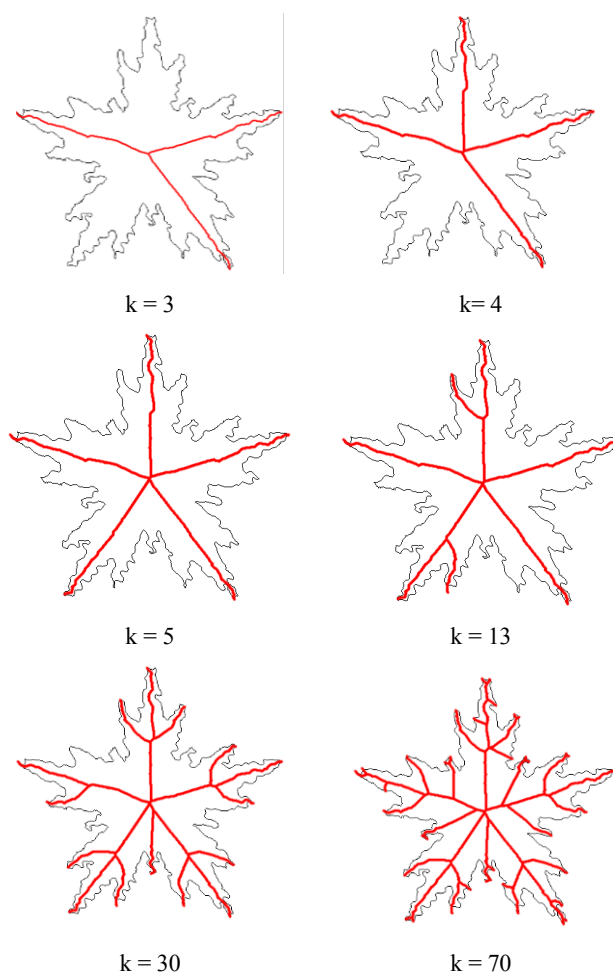 k = 3
k= 4
k = 5
k = 13
k = 30
k = 70